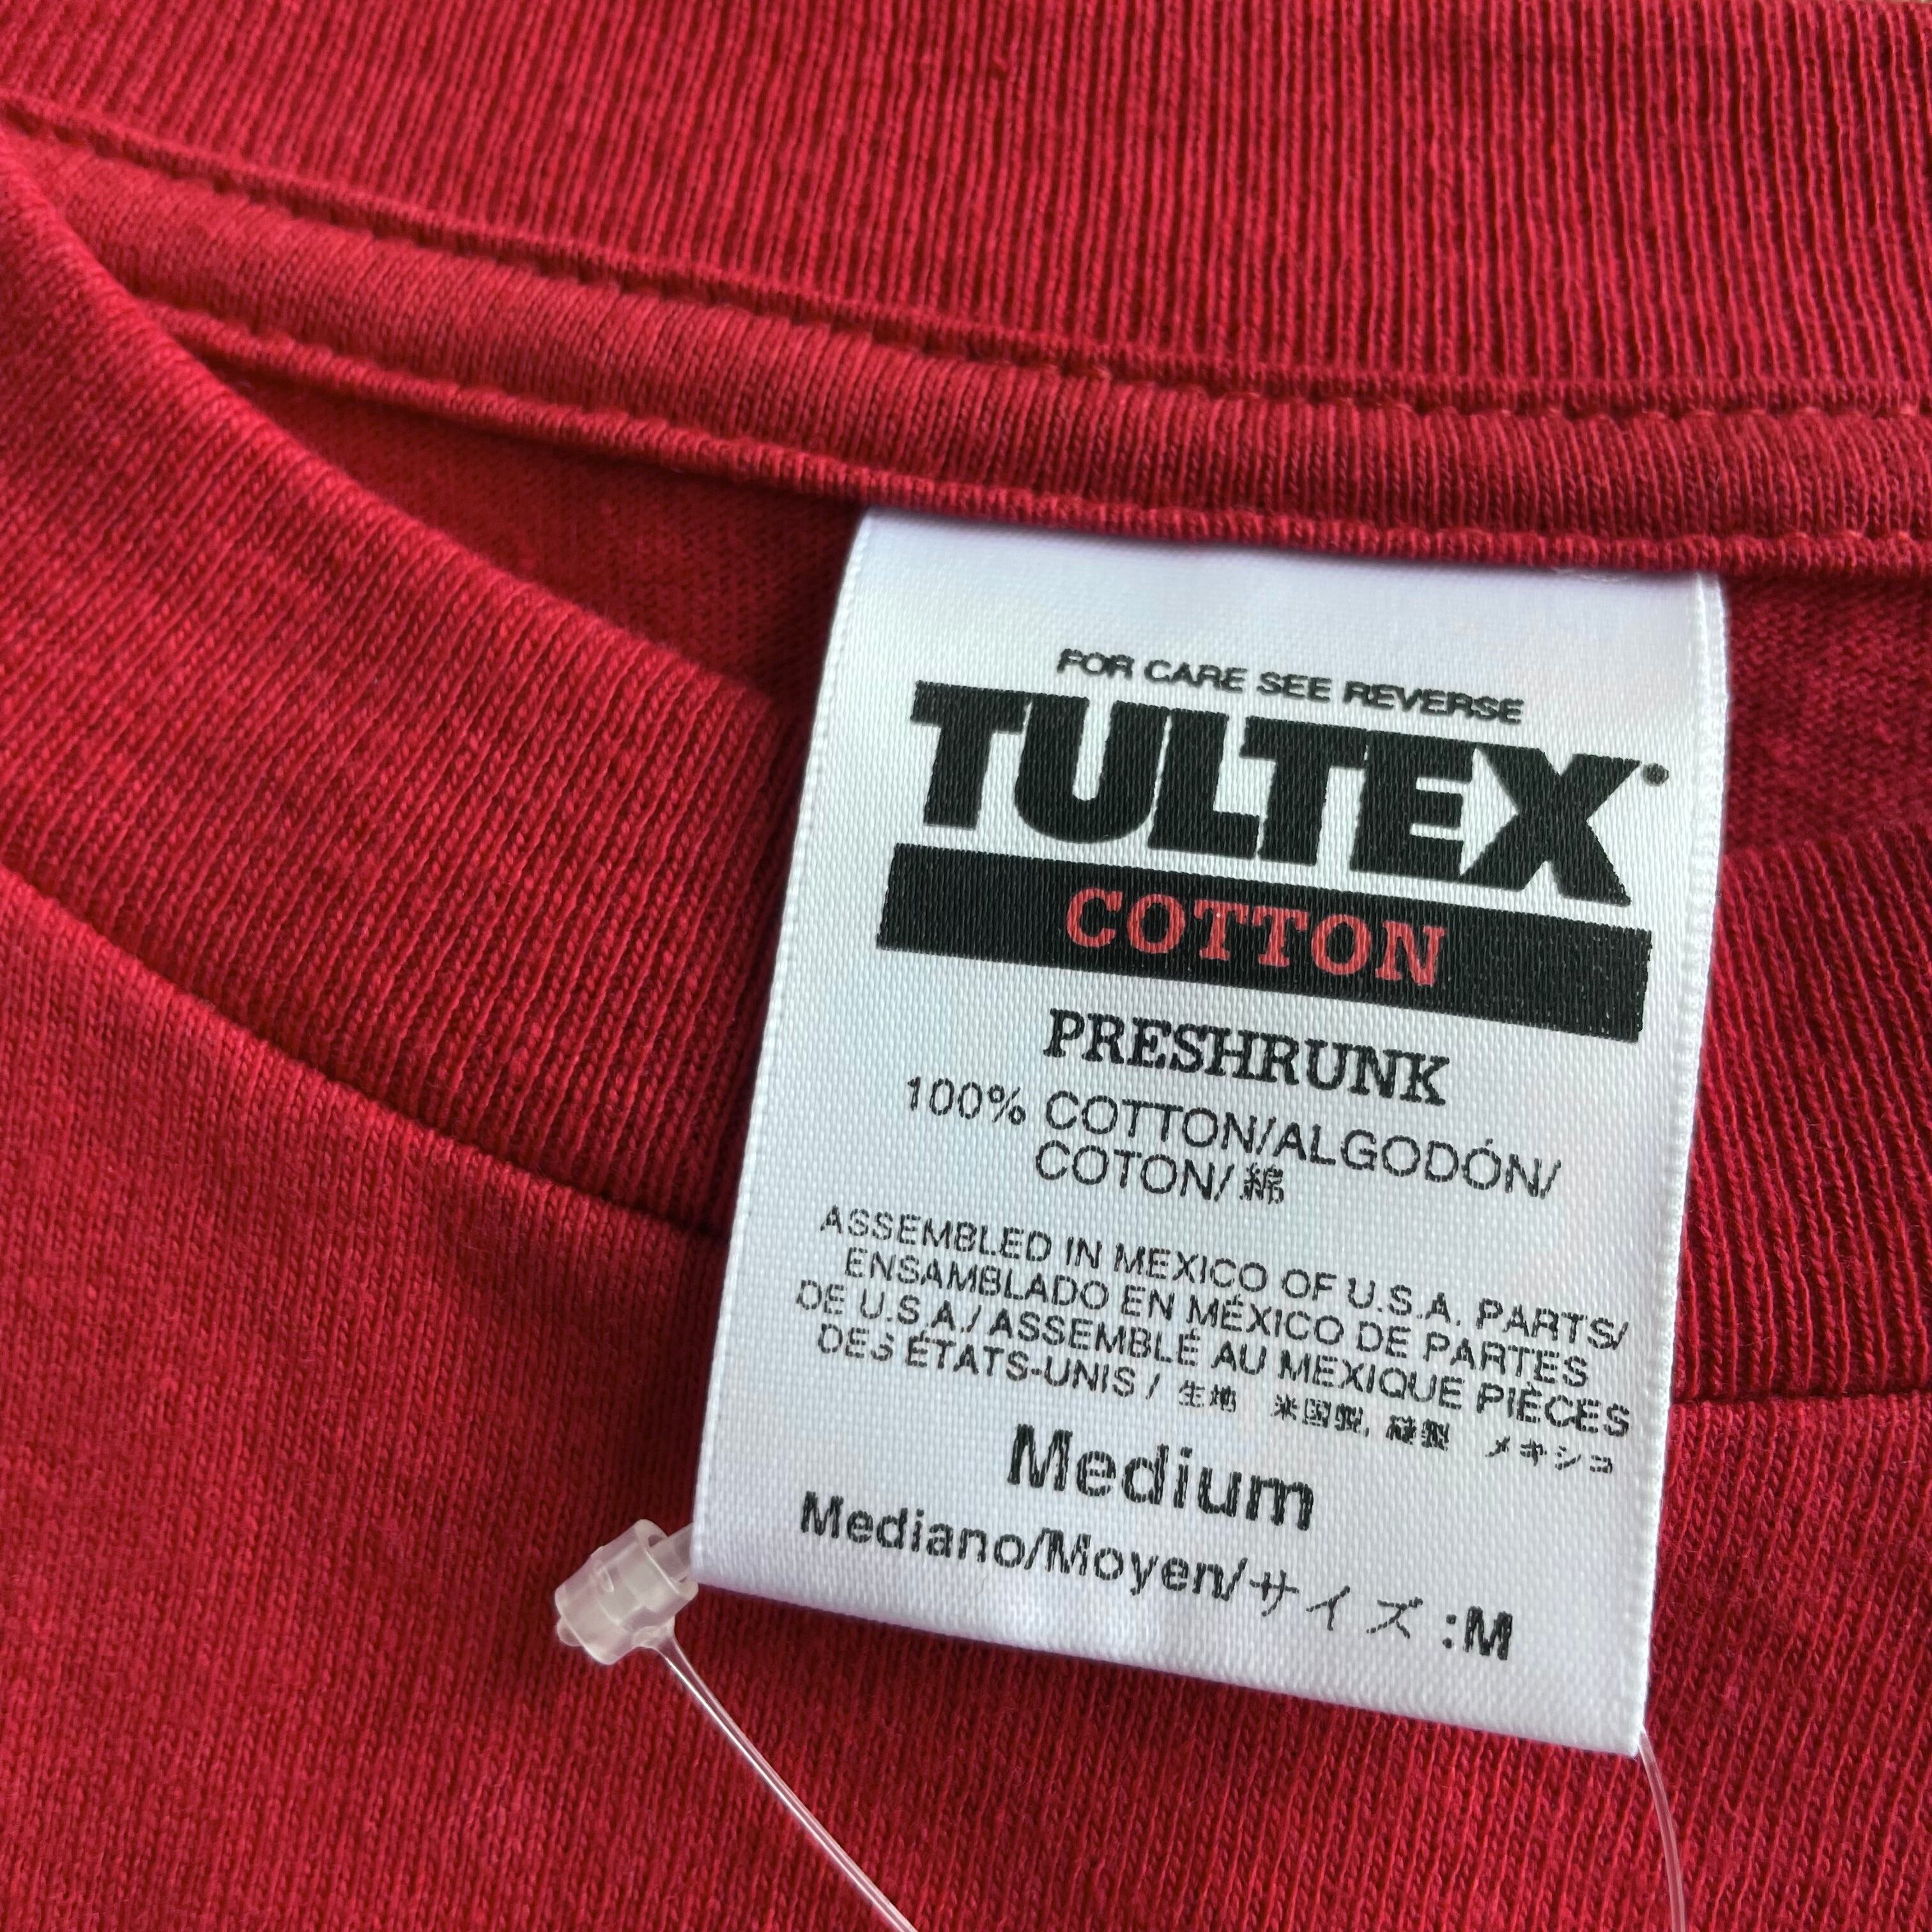 FOR CARE SEE REVERSE
TULTEX
COTTON
PRESHRUNK
100% COTTON/ALGODÓN/
COTON/綿
ASSEMBLED IN MEXICO OF U.S.A. PARTS/
ENSAMBLADO EN MÉXICO DE PARTES
DE U.S.A./ASSEMBLÉ AU MEXIQUE PIÈCES
DES ÉTATS-UNIS/生地 米国製, 縫製 メキシコ
Medium
Mediano/Moyen/サイズ:M